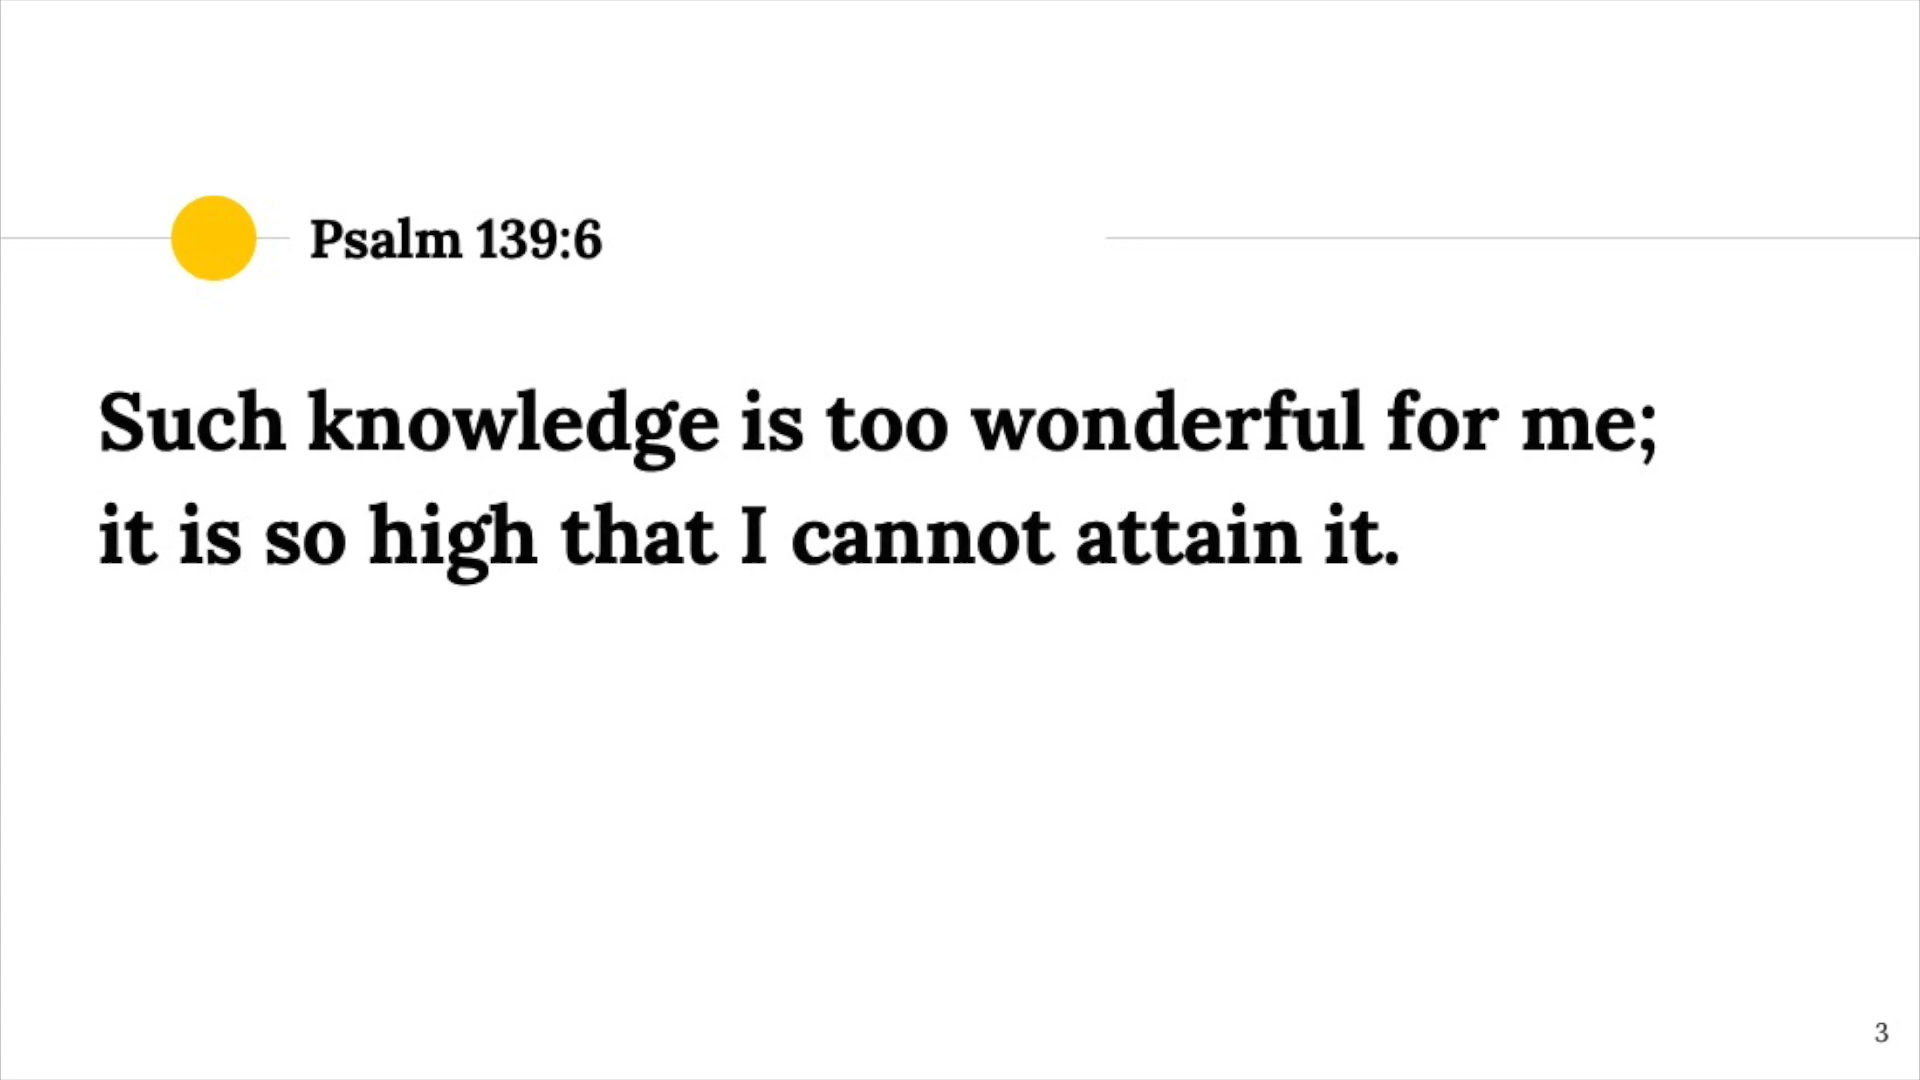 Psalm 139:6
Such knowledge is too wonderful for me;
it is so high that I cannot attain it.
3